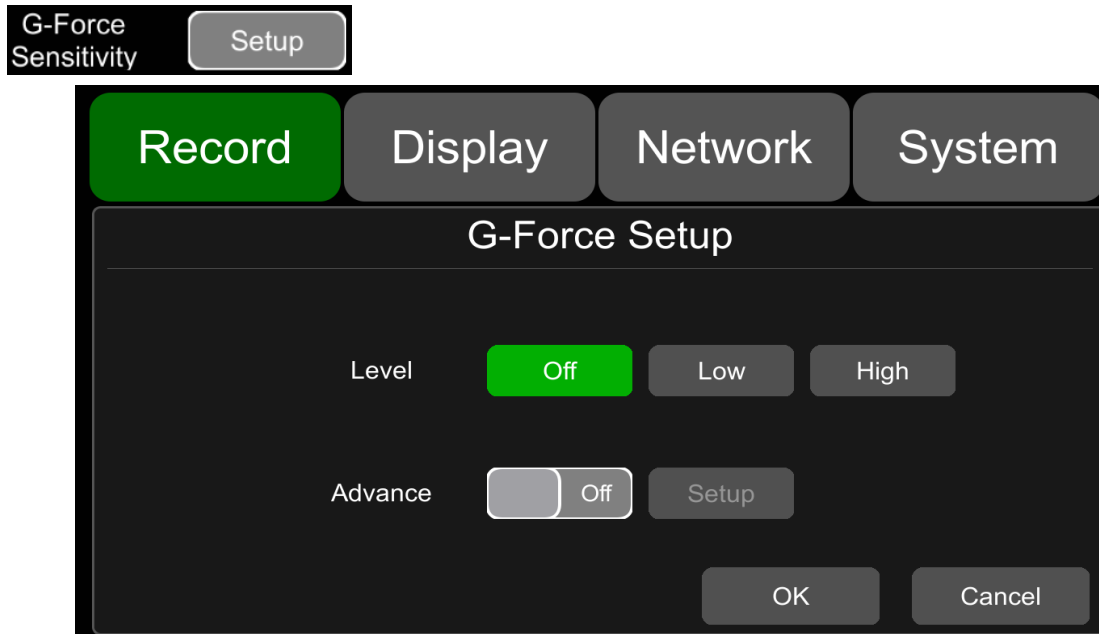 G-Force
Sensitivity
Setup
Record Display Network System
G-Force Setup
Level Off Low High
Advance Off Setup
OK Cancel